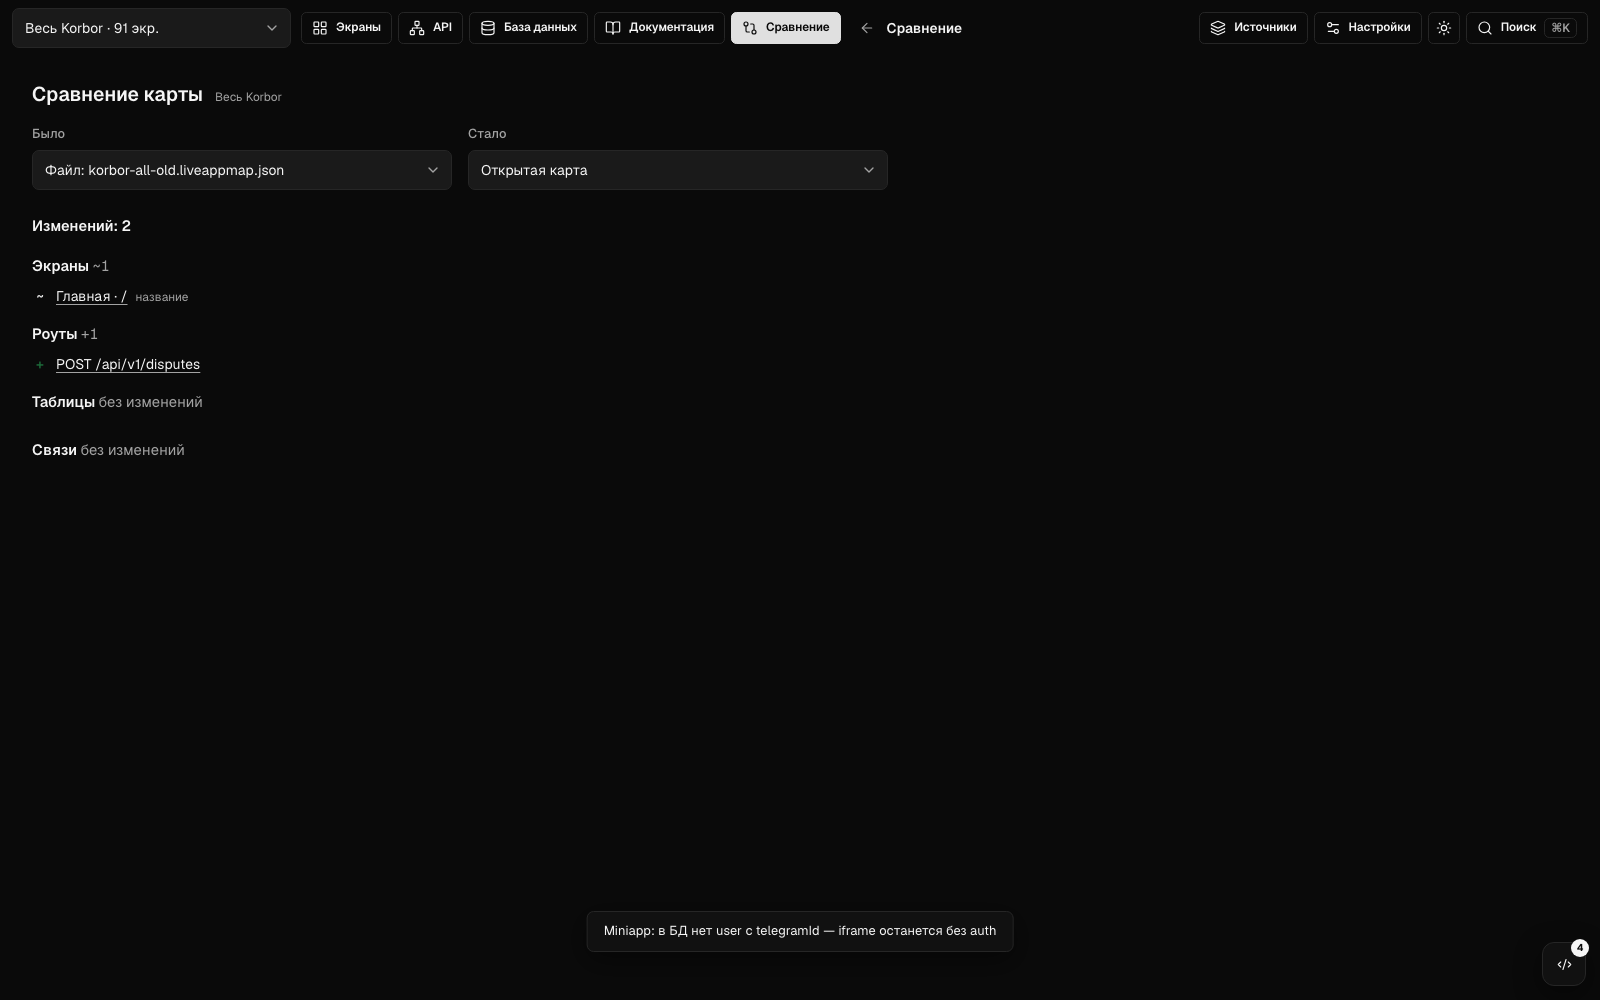 Весь Korbor · 91 экр.
Экраны
API
База данных
Документация
Сравнение
← Сравнение
Источники
Настройки
Поиск ⌘K
Сравнение карты Весь Korbor
Было
Стало
Файл: korbor-all-old.liveappmap.json
Открытая карта
Изменений: 2
Экраны ~1
~ Главная · / название
Роуты +1
+ POST /api/v1/disputes
Таблицы без изменений
Связи без изменений
Miniapp: в БД нет user с telegramId — iframe останется без auth
4